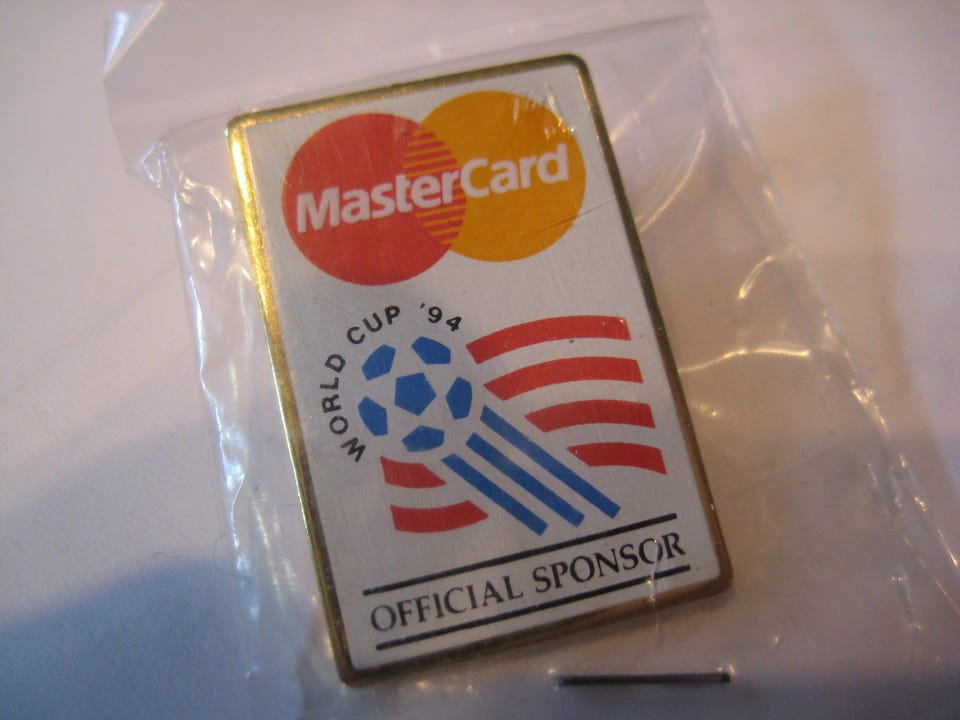 MasterCard
WORLD CUP '94
OFFICIAL SPONSOR